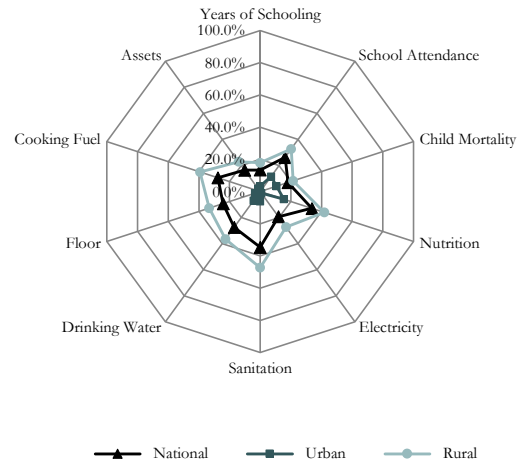 Years of Schooling
100.0%
Assets
School Attendance
80.0%
60.0%
40.0%
Cooking Fuel
Child Mortality
20.0%
0.0%
Floor
Nutrition
Drinking Water
Electricity
Sanitation
National Urban Rural